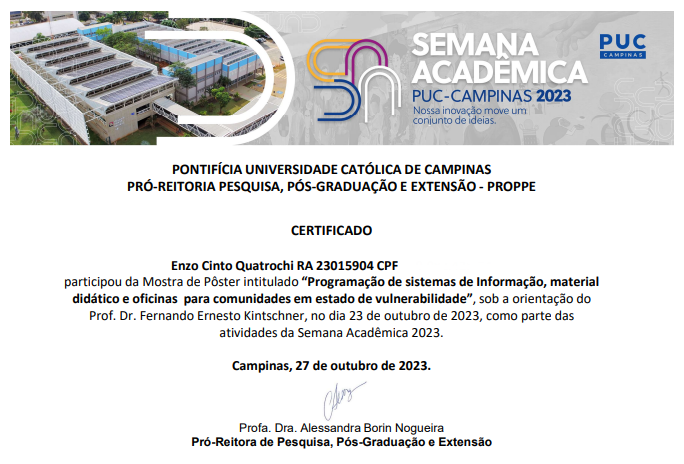 SEMANA
ACADÊMICA
PUC-CAMPINAS 2023
Nossa inovação move um
conjunto de ideias.
PUC
CAMPINAS
PONTIFÍCIA UNIVERSIDADE CATÓLICA DE CAMPINAS
PRÓ-REITORIA PESQUISA, PÓS-GRADUAÇÃO E EXTENSÃO - PROPPE
CERTIFICADO
Enzo Cinto Quatrochi RA 23015904 CPF
participou da Mostra de Pôster intitulado “Programação de sistemas de Informação, material
didático e oficinas para comunidades em estado de vulnerabilidade”, sob a orientação do
Prof. Dr. Fernando Ernesto Kintschner, no dia 23 de outubro de 2023, como parte das
atividades da Semana Acadêmica 2023.
Campinas, 27 de outubro de 2023.
Profa. Dra. Alessandra Borin Nogueira
Pró-Reitora de Pesquisa, Pós-Graduação e Extensão